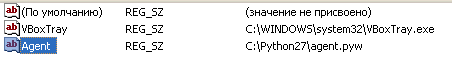 (По умолчанию) REG_SZ (значение не присвоено)
VBoxTray REG_SZ C:\WINDOWS\system32\VBoxTray.exe
Agent REG_SZ C:\Python27\agent.pyw